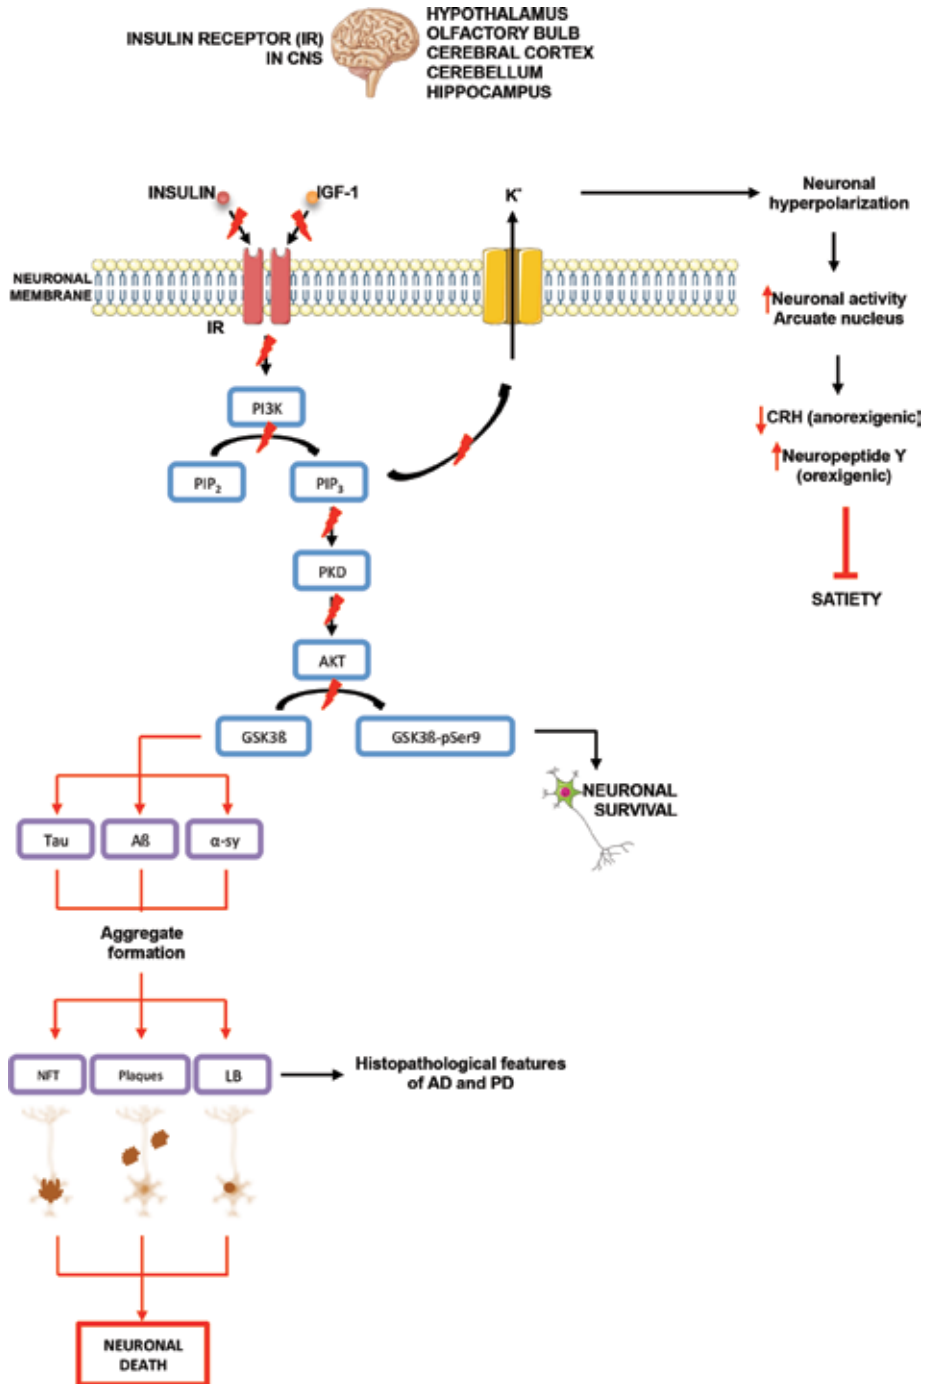 INSULIN RECEPTOR (IR)
IN CNS
HYPOTHALAMUS
OLFACTORY BULB
CEREBRAL CORTEX
CEREBELLUM
HIPPOCAMPUS
INSULIN
IGF-1
K⁺
Neuronal
hyperpolarization
NEURONAL
MEMBRANE
IR
Neuronal activity
Arcuate nucleus
PI3K
CRH (anorexigenic)
Neuropeptide Y
(orexigenic)
PIP₂
PIP₃
PKD
SATIETY
AKT
GSK3ß
GSK3ß-pSer9
NEURONAL
SURVIVAL
Tau
Aß
α-sy
Aggregate
formation
NFT
Plaques
LB
Histopathological features
of AD and PD
NEURONAL
DEATH